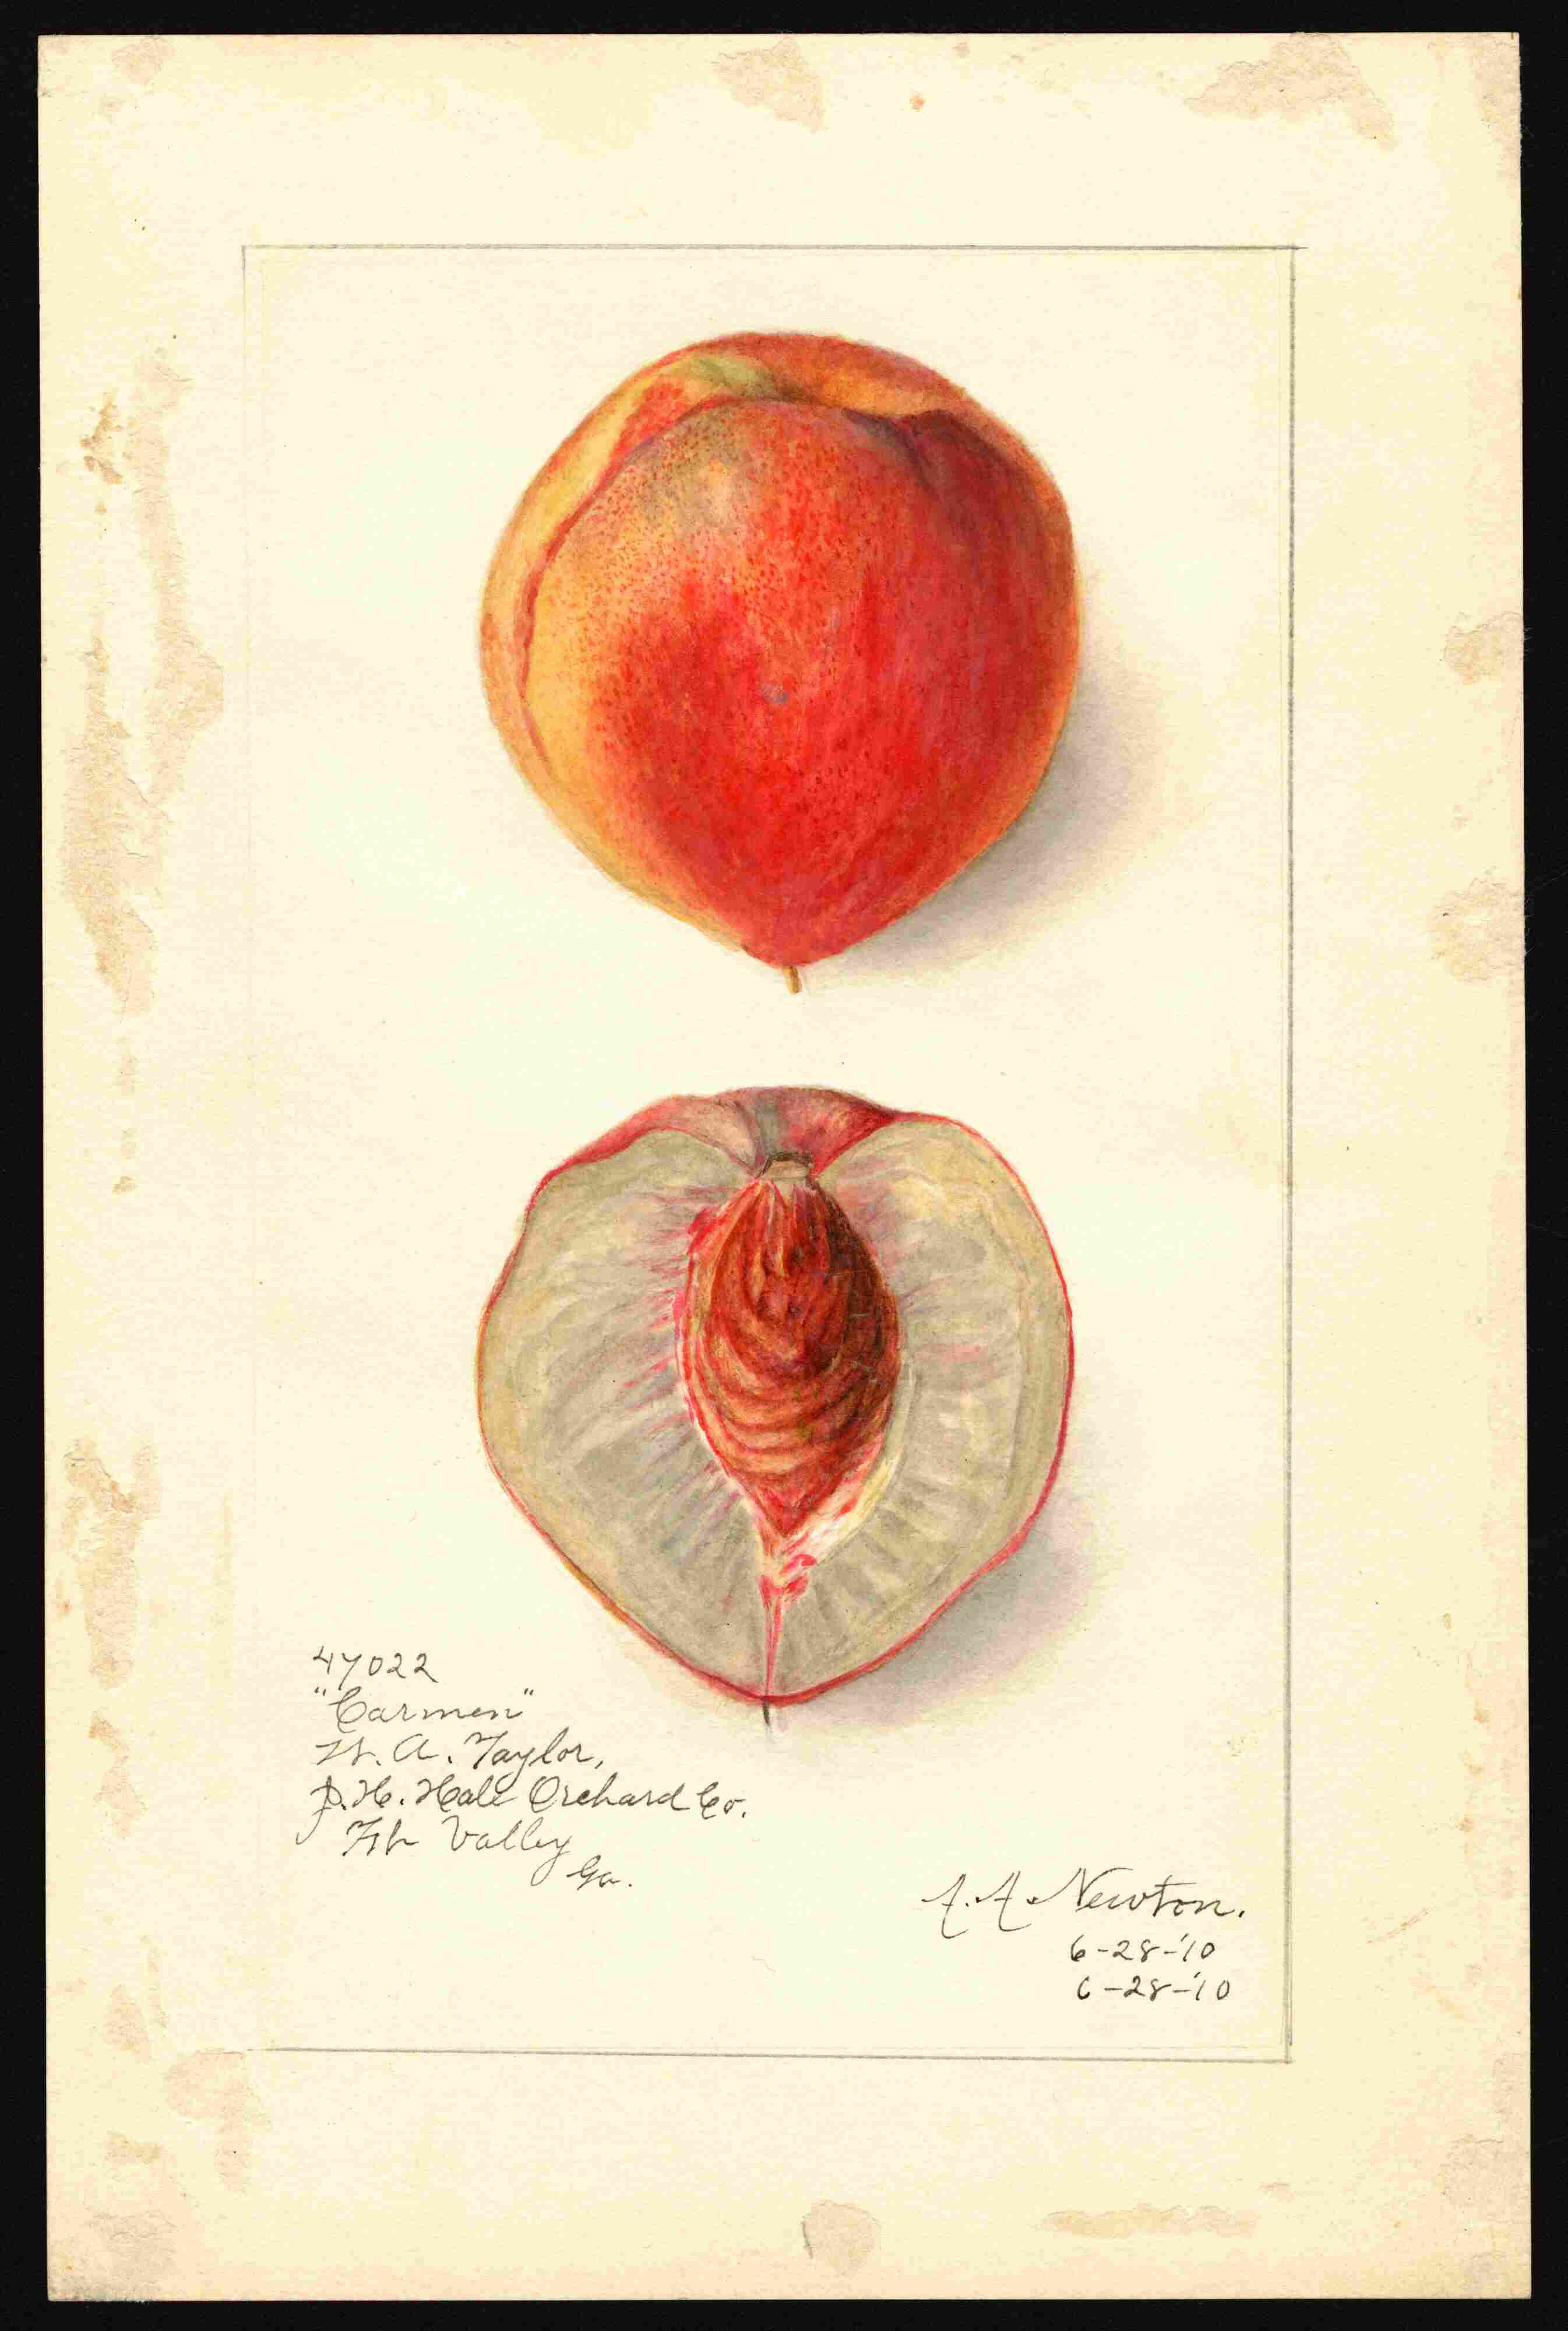 47022
"Carmen"
W. A. Taylor,
J. H. Hale Orchard Co.
Ft. Valley
Ga.
A. A. Newton.
6-28-'10
6-28-'10